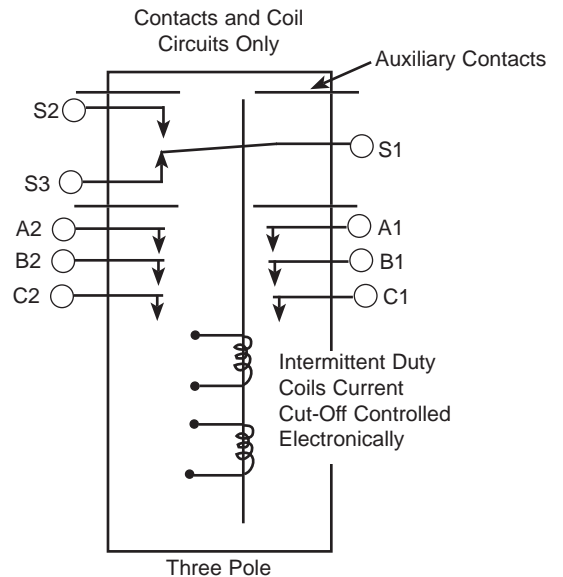 Contacts and Coil
Circuits Only
Auxiliary Contacts
S2
S1
S3
A2
A1
B2
B1
C2
C1
Intermittent Duty
Coils Current
Cut-Off Controlled
Electronically
Three Pole